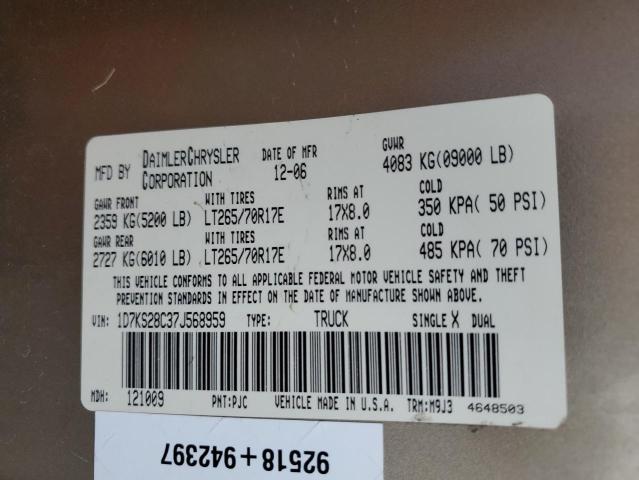 MFD BY DAIMLERCHRYSLER CORPORATION DATE OF MFR 12-06 GVWR 4083 KG(09000 LB)
GAWR FRONT WITH TIRES RIMS AT COLD
2359 KG(5200 LB) LT265/70R17E 17X8.0 350 KPA( 50 PSI)
GAWR REAR WITH TIRES RIMS AT COLD
2727 KG(6010 LB) LT265/70R17E 17X8.0 485 KPA( 70 PSI)
THIS VEHICLE CONFORMS TO ALL APPLICABLE FEDERAL MOTOR VEHICLE SAFETY AND THEFT
PREVENTION STANDARDS IN EFFECT ON THE DATE OF MANUFACTURE SHOWN ABOVE.
VIN: 1D7KS28C37J568959 TYPE: TRUCK SINGLE X DUAL
MDH: 121009 PNT:PJC VEHICLE MADE IN U.S.A. TRM:M9J3 4648503
92518+942397